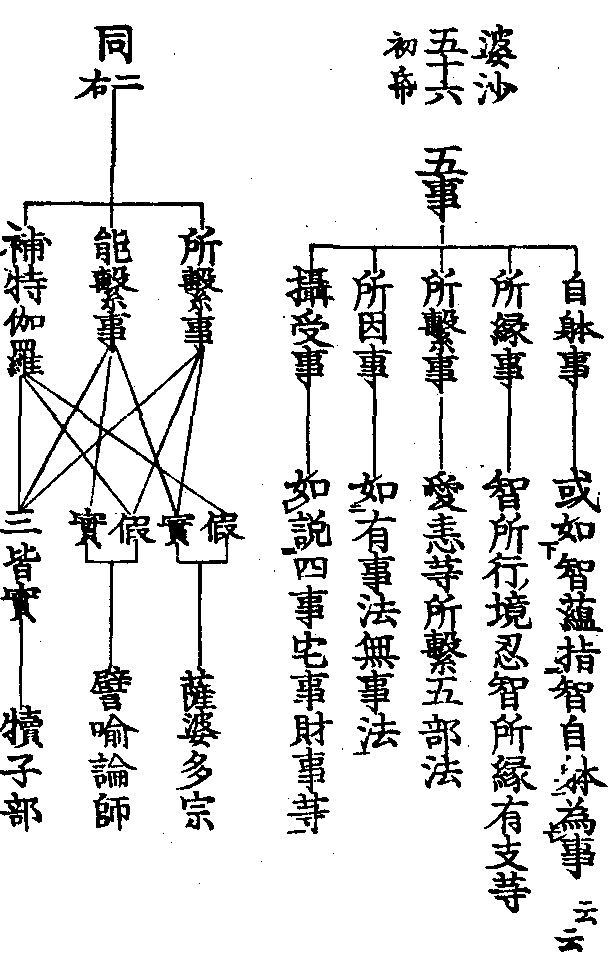 婆沙
五十六
初帋
五事
自躰事
或如智蘊指智自躰為事
云云
所縁事
智所行境忍智所縁有支䓁
所繫事
愛恚䓁所繫五部法
所因事
如有事法無事法
攝受事
如説四事宅事財事䓁
同
二右
所繫事
能繫事
補特伽羅
假
實
薩婆多宗
假
實
譬喻論師
三皆實
犢子部